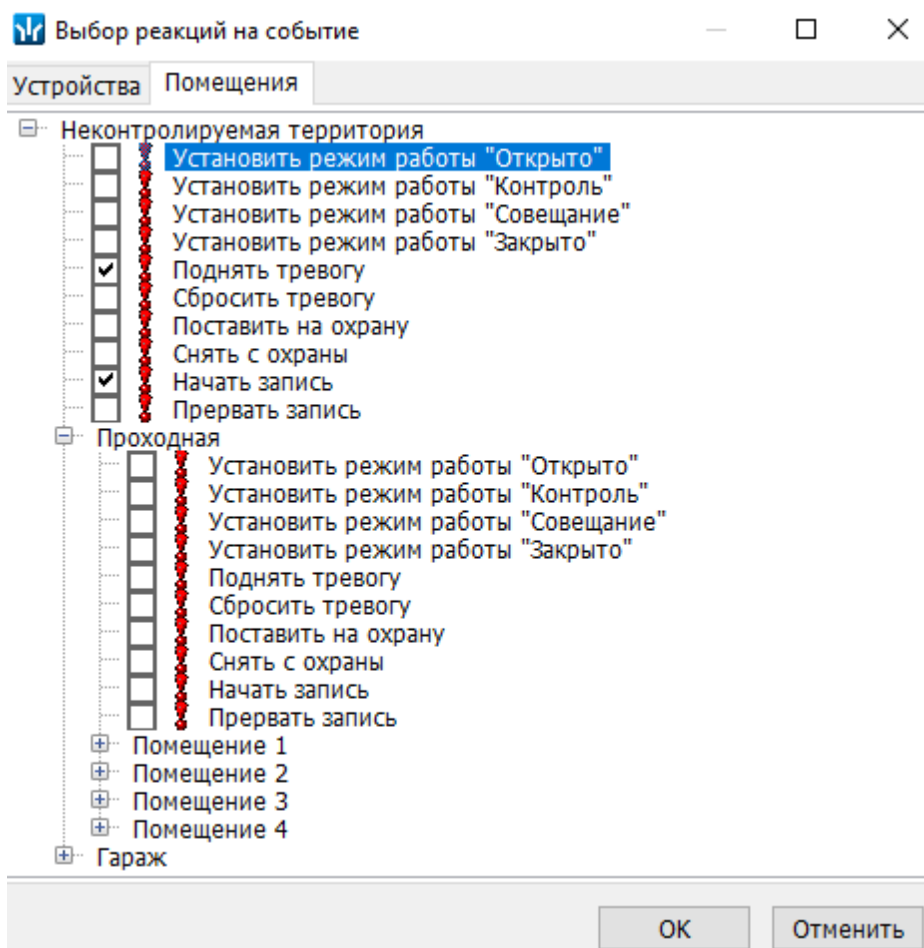 Выбор реакций на событие
Устройства Помещения
Неконтролируемая территория
Установить режим работы "Открыто"
Установить режим работы "Контроль"
Установить режим работы "Совещание"
Установить режим работы "Закрыто"
Поднять тревогу
Сбросить тревогу
Поставить на охрану
Снять с охраны
Начать запись
Прервать запись
Проходная
Установить режим работы "Открыто"
Установить режим работы "Контроль"
Установить режим работы "Совещание"
Установить режим работы "Закрыто"
Поднять тревогу
Сбросить тревогу
Поставить на охрану
Снять с охраны
Начать запись
Прервать запись
Помещение 1
Помещение 2
Помещение 3
Помещение 4
Гараж
ОК Отменить